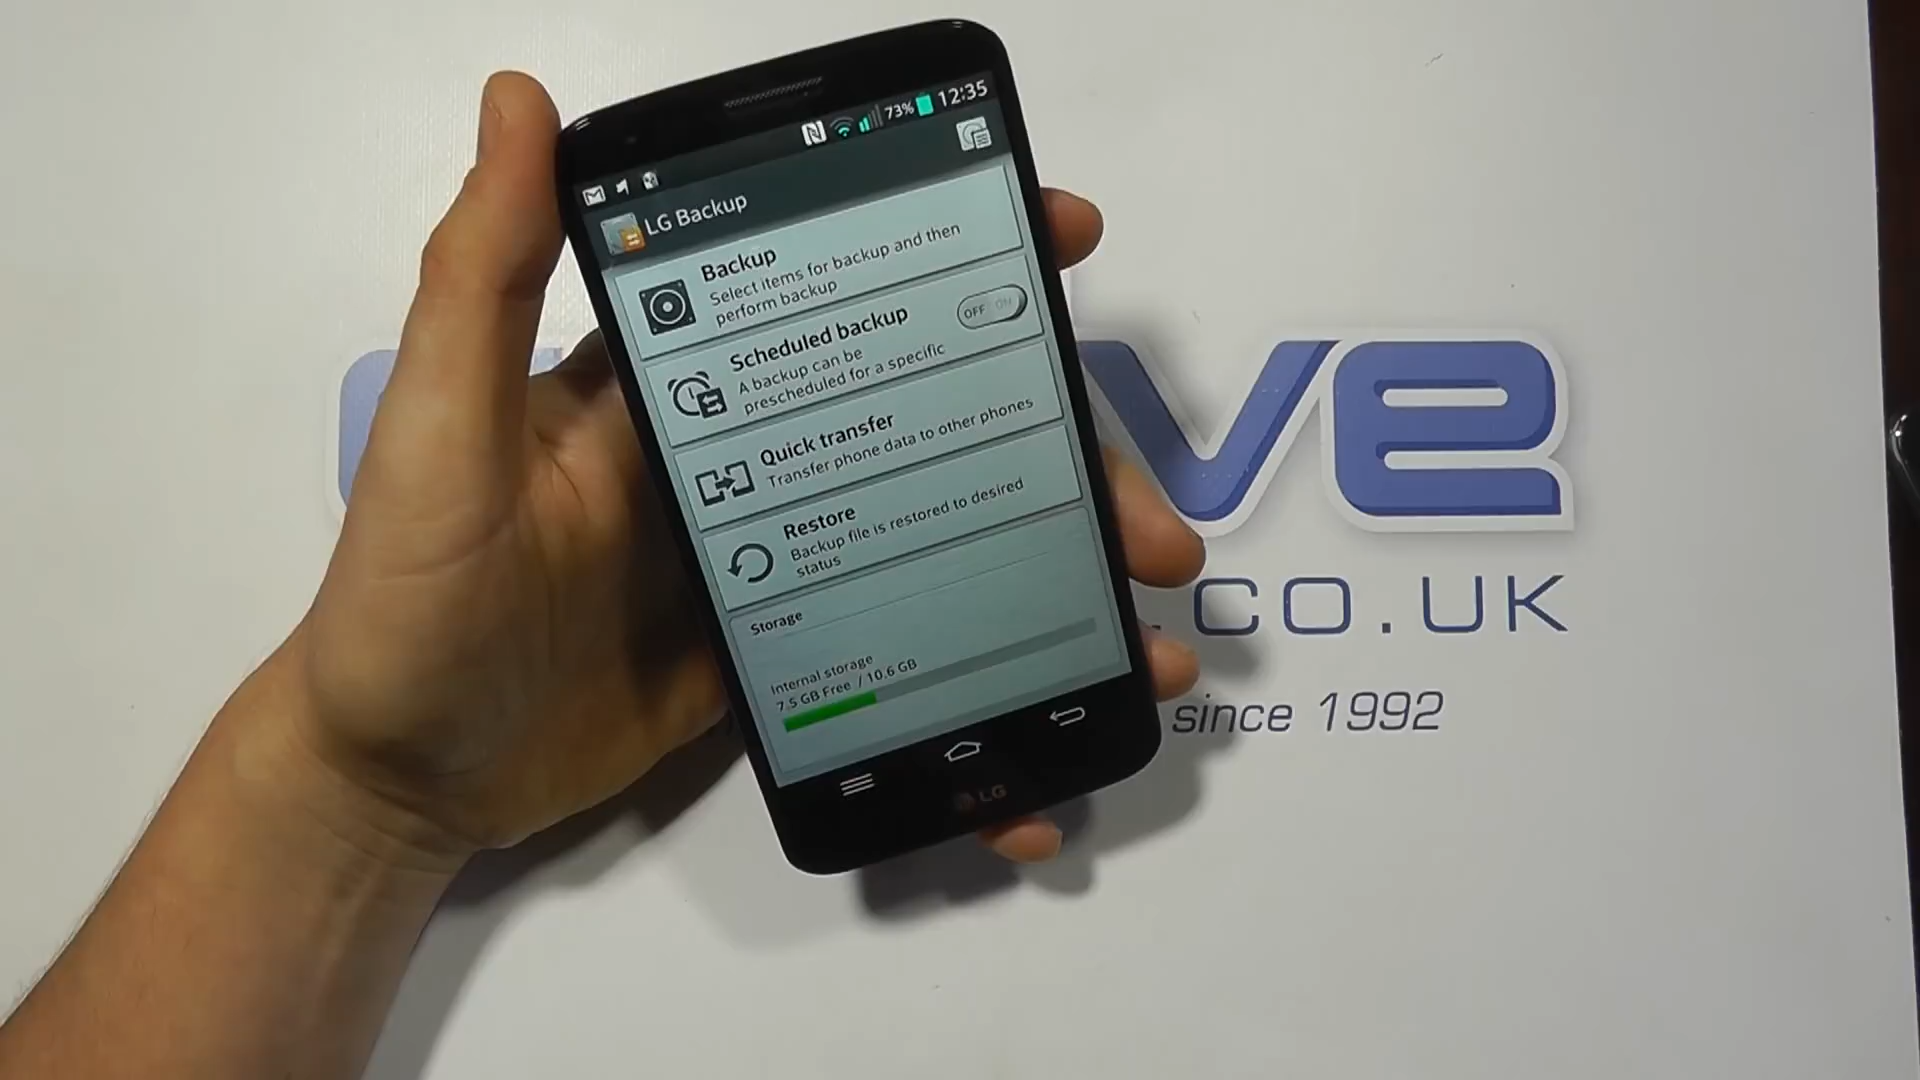 73% 12:35
LG Backup
Backup
Select items for backup and then
perform backup
Scheduled backup
A backup can be
prescheduled for a specific
OFF ON
Quick transfer
Transfer phone data to other phones
Restore
Backup file is restored to desired
status
Storage
Internal storage
7.5 GB Free / 10.6 GB
LG
.CO.UK
since 1992